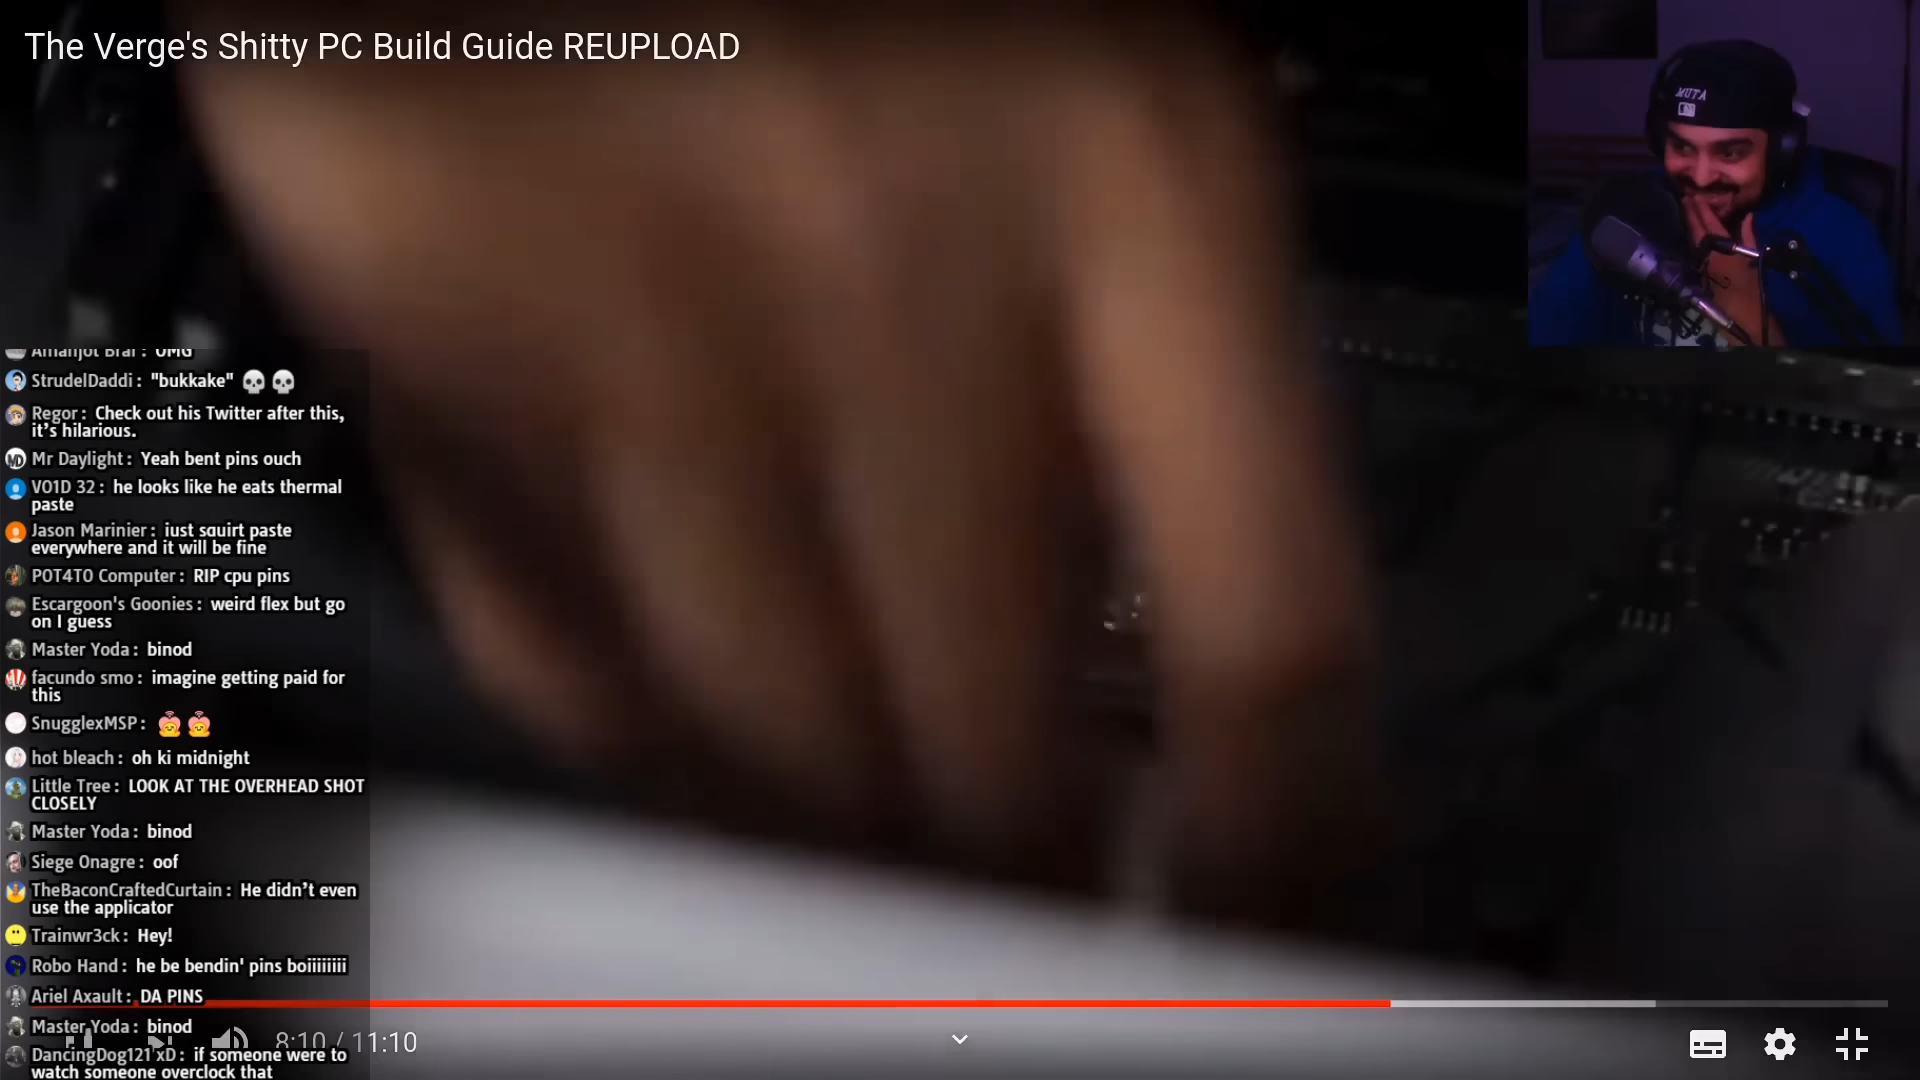 The Verge's Shitty PC Build Guide REUPLOAD
MUTA
Amanjot Brar : OMG
StrudelDaddi : "bukkake" 💀💀
Regor : Check out his Twitter after this,
it's hilarious.
Mr Daylight : Yeah bent pins ouch
VO1D 32 : he looks like he eats thermal
paste
Jason Marinier : just squirt paste
everywhere and it will be fine
POT4TO Computer : RIP cpu pins
Escargoon's Goonies : weird flex but go
on I guess
Master Yoda : binod
facundo smo : imagine getting paid for
this
SnugglexMSP :
hot bleach : oh ki midnight
Little Tree : LOOK AT THE OVERHEAD SHOT
CLOSELY
Master Yoda : binod
Siege Onagre : oof
TheBaconCraftedCurtain : He didn't even
use the applicator
Trainwr3ck : Hey!
Robo Hand : he be bendin' pins boiiiiiiii
Ariel Axault : DA PINS
Master Yoda : binod
8:10 / 11:10
DancingDog121 xD : if someone were to
watch someone overclock that